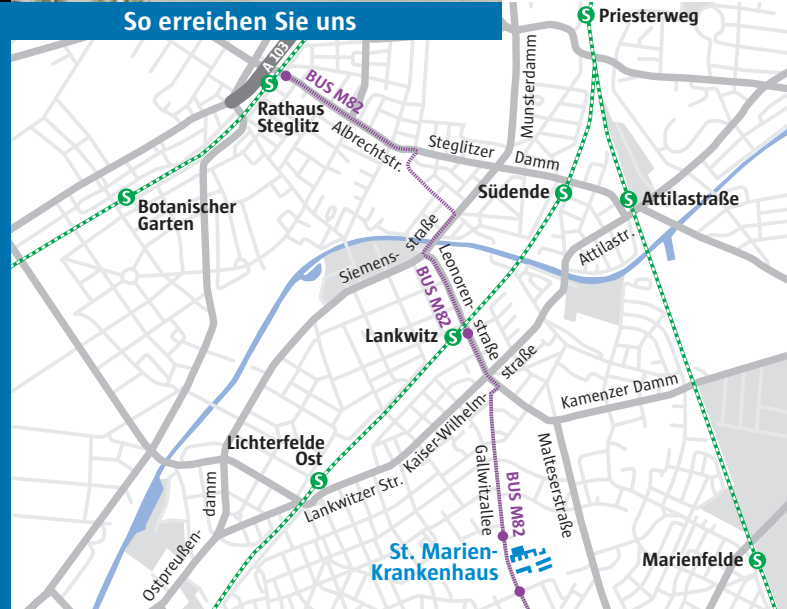 So erreichen Sie uns
Priesterweg
A 103
BUS M82
Rathaus
Steglitz
Albrechtstr.
Munsterdamm
Steglitzer Damm
Südende
Attilastraße
Botanischer
Garten
Siemens-
straße
Attilastr.
Leonoren-
straße
BUS M82
Lankwitz
Kaiser-Wilhelm-
straße
Kamenzer Damm
Lichterfelde
Ost
Lankwitzer Str.
Gallwitzallee
BUS M82
Malteserstraße
Ostpreußen-
damm
St. Marien-
Krankenhaus
Marienfelde
S
S
S
S
S
S
S
S